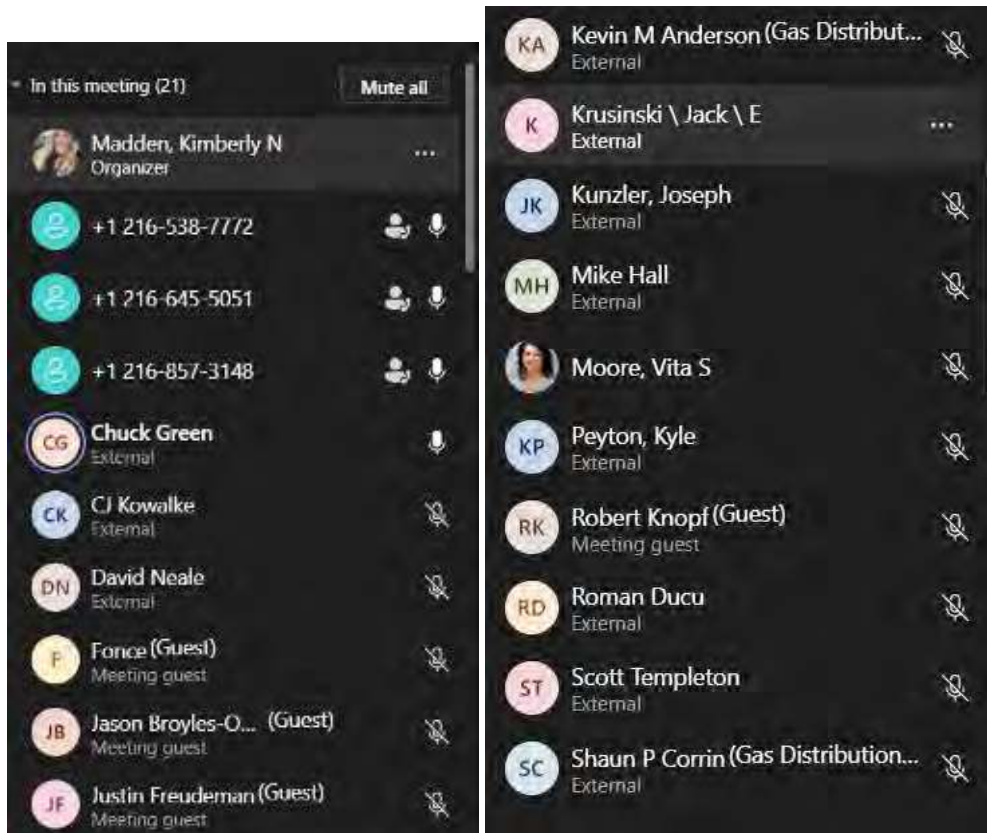 In this meeting (21)
Mute all
Madden, Kimberly N
Organizer
+1 216-538-7772
+1 216-645-5051
+1 216-857-3148
CG
Chuck Green
External
CK
CJ Kowalke
External
DN
David Neale
External
F
Fonce (Guest)
Meeting guest
JB
Jason Broyles-O... (Guest)
Meeting guest
JF
Justin Freudeman (Guest)
Meeting guest
KA
Kevin M Anderson (Gas Distribut...
External
K
Krusinski \ Jack \ E
External
JK
Kunzler, Joseph
External
MH
Mike Hall
External
Moore, Vita S
KP
Peyton, Kyle
External
RK
Robert Knopf (Guest)
Meeting guest
RD
Roman Ducu
External
ST
Scott Templeton
External
SC
Shaun P Corrin (Gas Distribution...
External